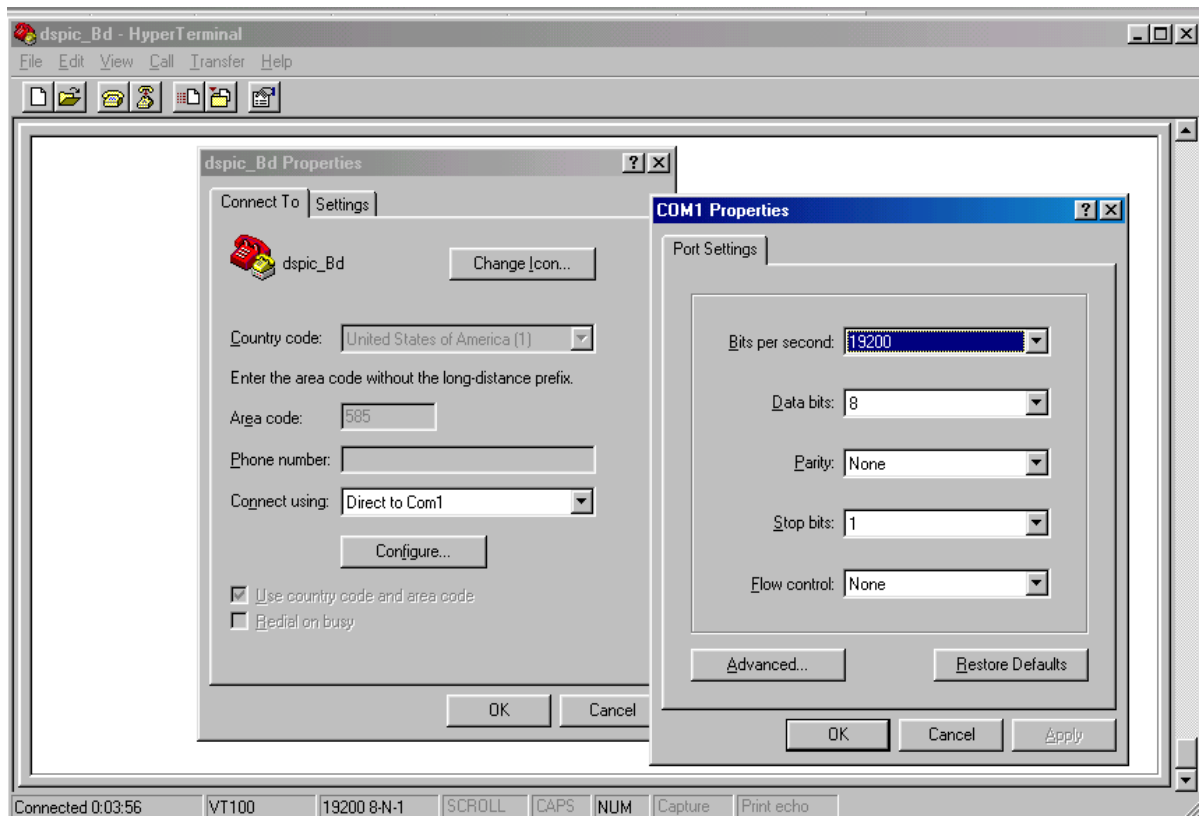 dspic_Bd - HyperTerminal
File Edit View Call Transfer Help
dspic_Bd Properties
Connect To Settings
dspic_Bd
Change Icon...
Country code: United States of America (1)
Enter the area code without the long-distance prefix.
Area code: 585
Phone number:
Connect using: Direct to Com1
Configure...
Use country code and area code
Redial on busy
OK Cancel
COM1 Properties
Port Settings
Bits per second: 19200
Data bits: 8
Parity: None
Stop bits: 1
Flow control: None
Advanced... Restore Defaults
OK Cancel Apply
Connected 0:03:56 VT100 19200 8-N-1 SCROLL CAPS NUM Capture Print echo